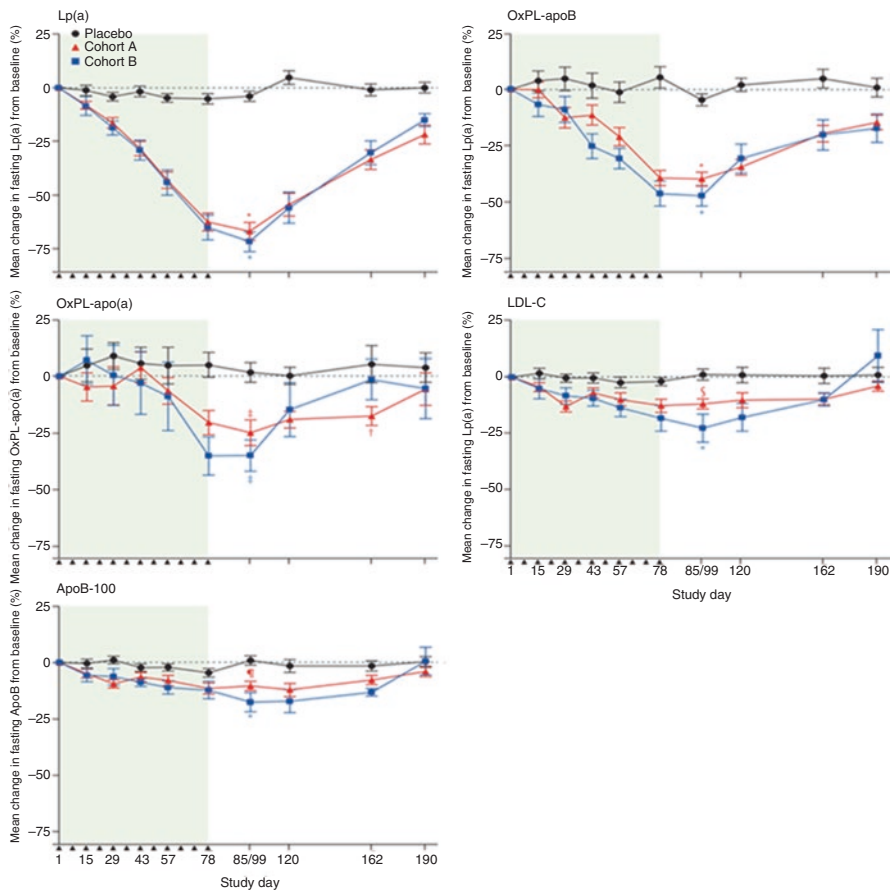 Lp(a)
Mean change in fasting Lp(a) from baseline (%)
25
0
−25
−50
−75
Placebo
Cohort A
Cohort B
OxPL-apoB
Mean change in fasting Lp(a) from baseline (%)
25
0
−25
−50
−75
OxPL-apo(a)
Mean change in fasting OxPL-apo(a) from baseline (%)
25
0
−25
−50
−75
LDL-C
Mean change in fasting Lp(a) from baseline (%)
25
0
−25
−50
−75
1 15 29 43 57 78 85/99 120 162 190
Study day
ApoB-100
Mean change in fasting ApoB from baseline (%)
25
0
−25
−50
−75
1 15 29 43 57 78 85/99 120 162 190
Study day